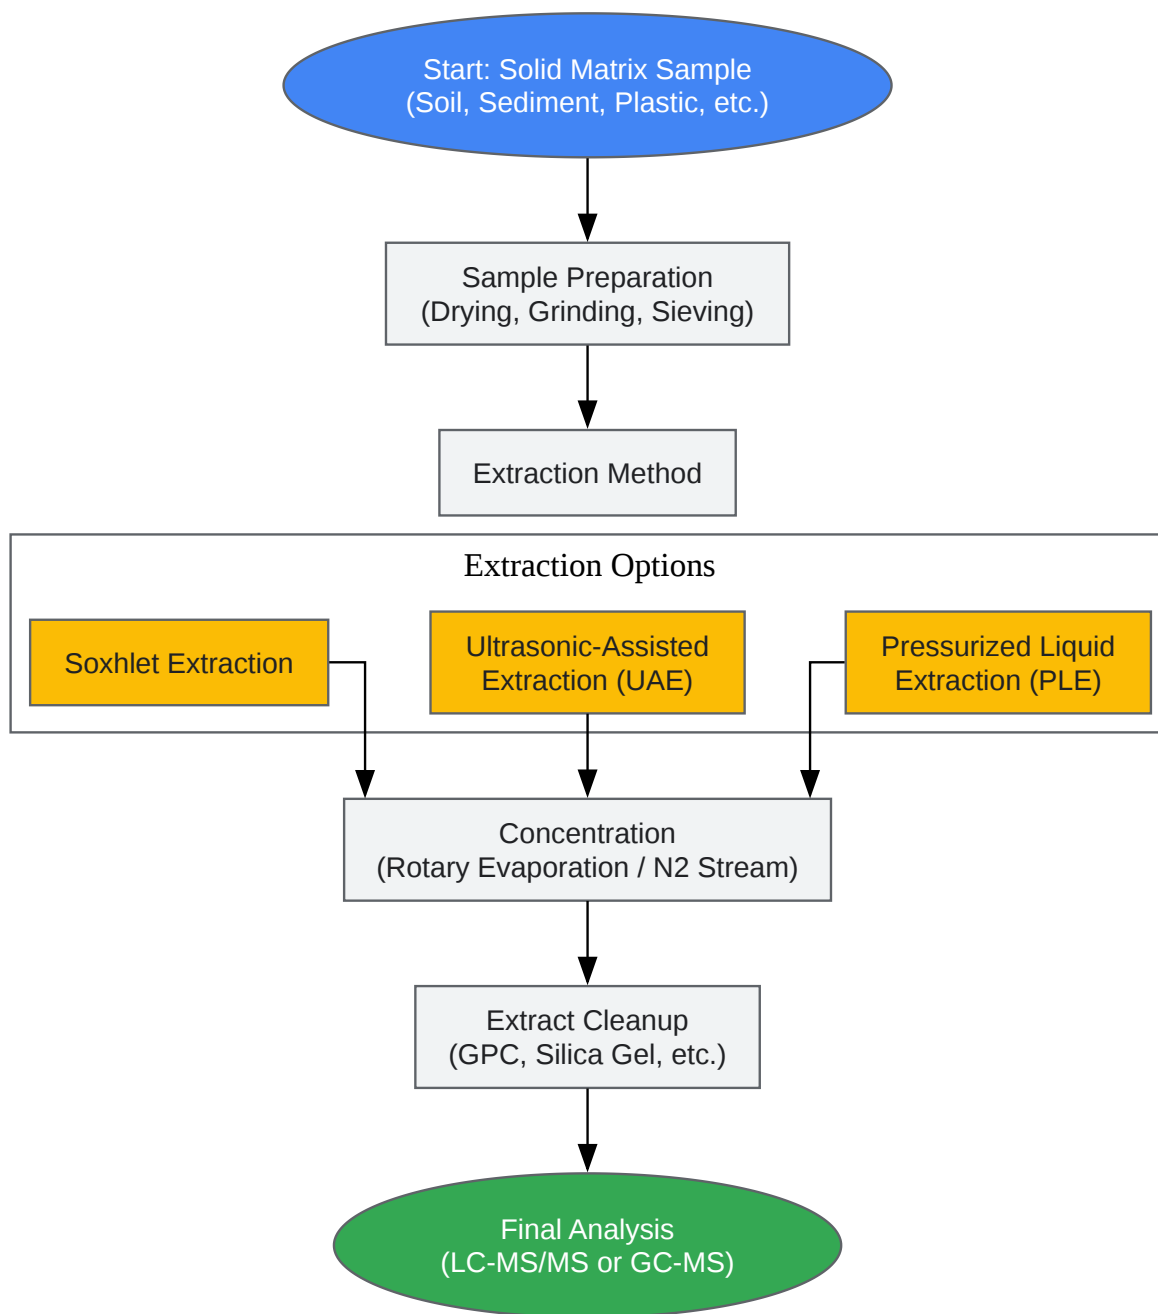 Start: Solid Matrix Sample
(Soil, Sediment, Plastic, etc.)
Sample Preparation
(Drying, Grinding, Sieving)
Extraction Method
Extraction Options
Soxhlet Extraction
Ultrasonic-Assisted
Extraction (UAE)
Pressurized Liquid
Extraction (PLE)
Concentration
(Rotary Evaporation / N2 Stream)
Extract Cleanup
(GPC, Silica Gel, etc.)
Final Analysis
(LC-MS/MS or GC-MS)